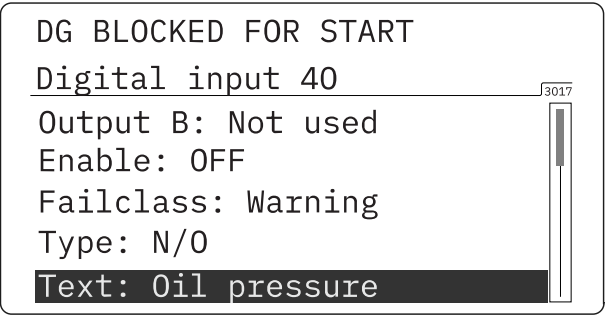 DG BLOCKED FOR START
Digital input 40
3017
Output B: Not used
Enable: OFF
Failclass: Warning
Type: N/O
Text: Oil pressure